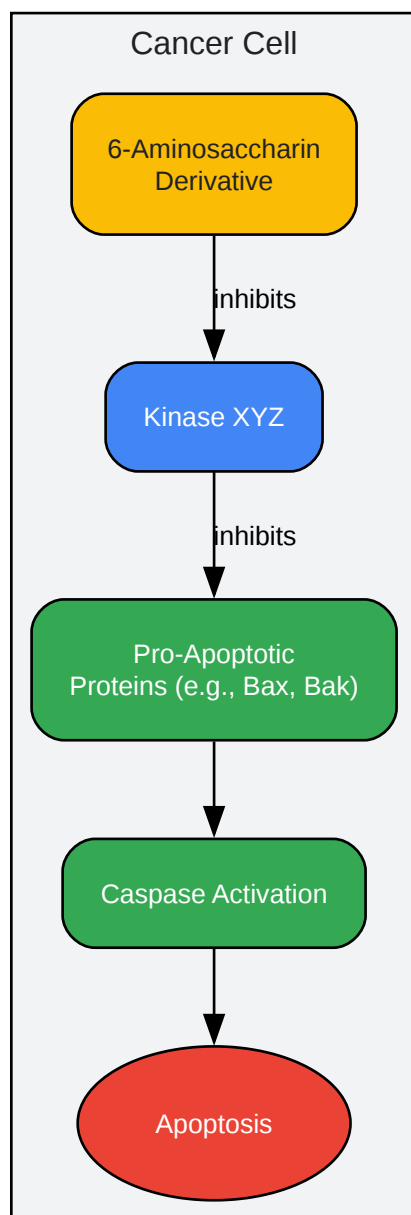 Cancer Cell
6-Aminosaccharin
Derivative
inhibits
Kinase XYZ
inhibits
Pro-Apoptotic
Proteins (e.g., Bax, Bak)
Caspase Activation
Apoptosis